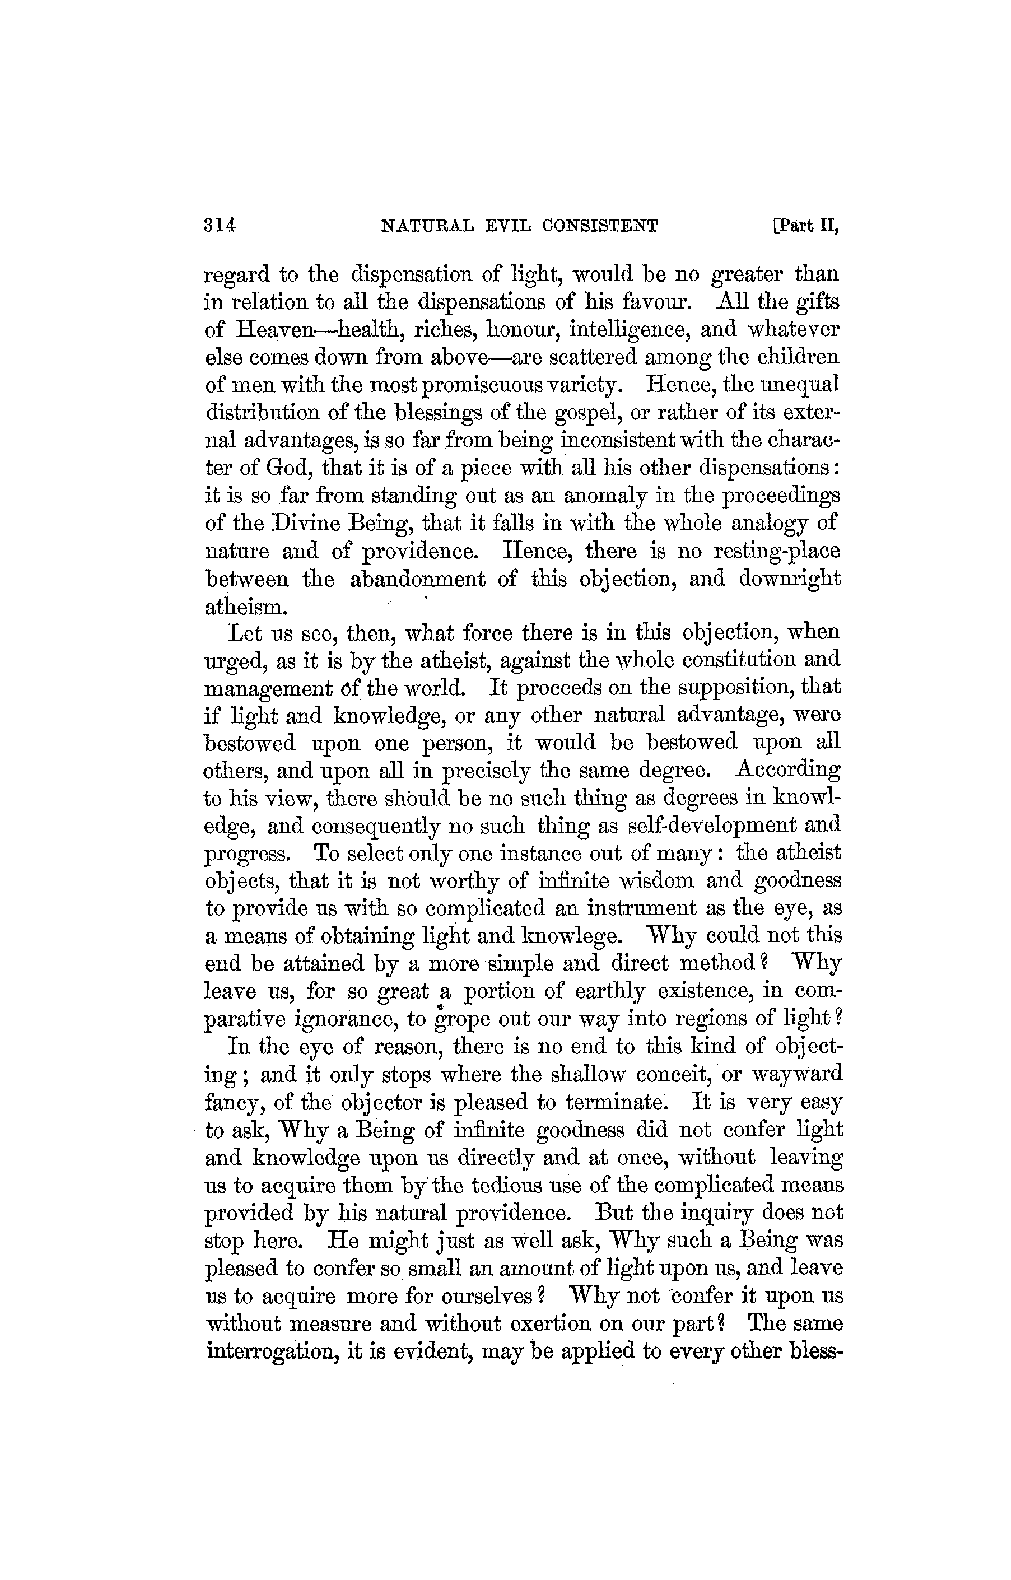 314 NATURAL EVIL CONSISTENT [Part II,
regard to the dispensation of light, would be no greater than
in relation to all the dispensations of his favour. All the gifts
of Heaven—health, riches, honour, intelligence, and whatever
else comes down from above—are scattered among the children
of men with the most promiscuous variety. Hence, the unequal
distribution of the blessings of the gospel, or rather of its exter-
nal advantages, is so far from being inconsistent with the charac-
ter of God, that it is of a piece with all his other dispensations:
it is so far from standing out as an anomaly in the proceedings
of the Divine Being, that it falls in with the whole analogy of
nature and of providence. Hence, there is no resting-place
between the abandonment of this objection, and downright
atheism.
Let us see, then, what force there is in this objection, when
urged, as it is by the atheist, against the whole constitution and
management of the world. It proceeds on the supposition, that
if light and knowledge, or any other natural advantage, were
bestowed upon one person, it would be bestowed upon all
others, and upon all in precisely the same degree. According
to his view, there should be no such thing as degrees in knowl-
edge, and consequently no such thing as self-development and
progress. To select only one instance out of many: the atheist
objects, that it is not worthy of infinite wisdom and goodness
to provide us with so complicated an instrument as the eye, as
a means of obtaining light and knowlege. Why could not this
end be attained by a more simple and direct method? Why
leave us, for so great a portion of earthly existence, in com-
parative ignorance, to grope out our way into regions of light?
In the eye of reason, there is no end to this kind of object-
ing; and it only stops where the shallow conceit, or wayward
fancy, of the objector is pleased to terminate. It is very easy
to ask, Why a Being of infinite goodness did not confer light
and knowledge upon us directly and at once, without leaving
us to acquire them by the tedious use of the complicated means
provided by his natural providence. But the inquiry does not
stop here. He might just as well ask, Why such a Being was
pleased to confer so small an amount of light upon us, and leave
us to acquire more for ourselves? Why not confer it upon us
without measure and without exertion on our part? The same
interrogation, it is evident, may be applied to every other bless-